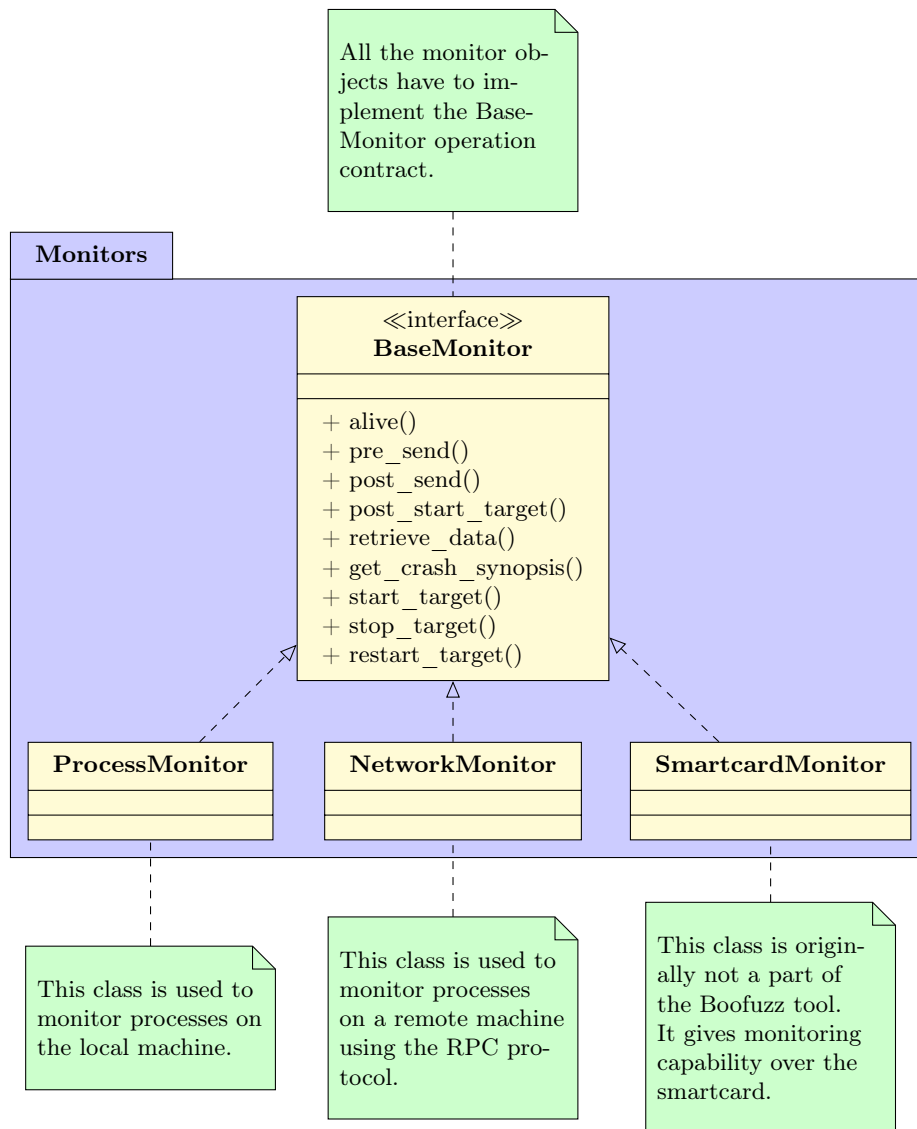 All the monitor ob-
jects have to im-
plement the Base-
Monitor operation
contract.
Monitors
≪interface≫
BaseMonitor
+ alive()
+ pre_send()
+ post_send()
+ post_start_target()
+ retrieve_data()
+ get_crash_synopsis()
+ start_target()
+ stop_target()
+ restart_target()
ProcessMonitor
NetworkMonitor
SmartcardMonitor
This class is used to
monitor processes on
the local machine.
This class is used to
monitor processes
on a remote machine
using the RPC pro-
tocol.
This class is origin-
ally not a part of
the Boofuzz tool.
It gives monitoring
capability over the
smartcard.